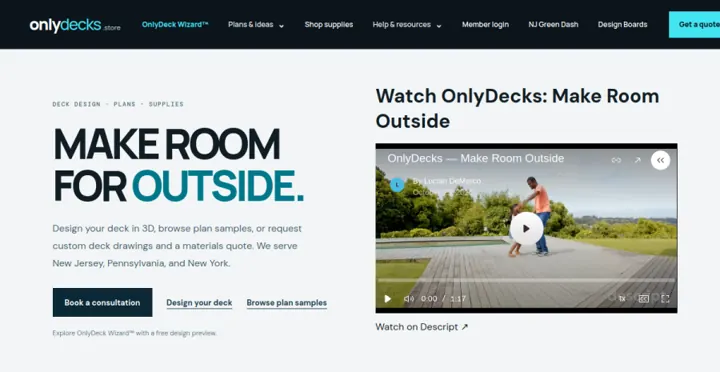 onlydecks.store
OnlyDeck Wizard™
Plans & ideas
Shop supplies
Help & resources
Member login
NJ Green Dash
Design Boards
Get a quote
DECK DESIGN · PLANS · SUPPLIES
MAKE ROOM
FOR OUTSIDE.
Design your deck in 3D, browse plan samples, or request
custom deck drawings and a materials quote. We serve
New Jersey, Pennsylvania, and New York.
Book a consultation
Design your deck
Browse plan samples
Explore OnlyDeck Wizard™ with a free design preview.
Watch OnlyDecks: Make Room
Outside
OnlyDecks — Make Room Outside
L
By Lucian DeMarco
0:00 / 1:17
1x
CC
Watch on Descript ↗